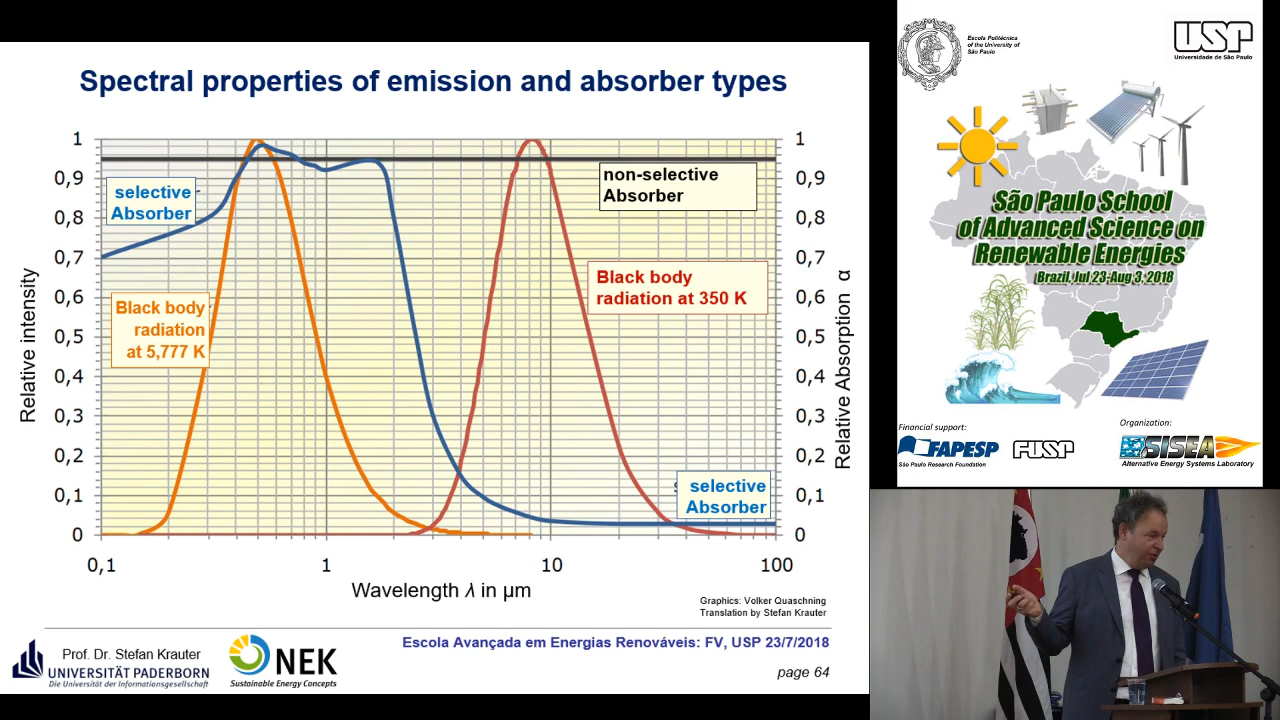 Spectral properties of emission and absorber types
1
0,9
0,8
0,7
0,6
0,5
0,4
0,3
0,2
0,1
0
Relative intensity
selective
Absorber
Black body
radiation
at 5,777 K
non-selective
Absorber
Black body
radiation at 350 K
selective
Absorber
1
0,9
0,8
0,7
0,6
0,5
0,4
0,3
0,2
0,1
0
Relative Absorption α
0,1
1
10
100
Wavelength λ in µm
Graphics: Volker Quaschning
Translation by Stefan Krauter
Prof. Dr. Stefan Krauter
UNIVERSITÄT PADERBORN
Die Universität der Informationsgesellschaft
NEK
Sustainable Energy Concepts
Escola Avançada em Energias Renováveis: FV, USP 23/7/2018
page 64
Escola Politécnica
of the University of
São Paulo
USP
Universidade de São Paulo
São Paulo School
of Advanced Science on
Renewable Energies
Brazil, Jul 23-Aug 3, 2018
Financial support:
FAPESP
São Paulo Research Foundation
FUSP
Organization:
SISEA
Alternative Energy Systems Laboratory